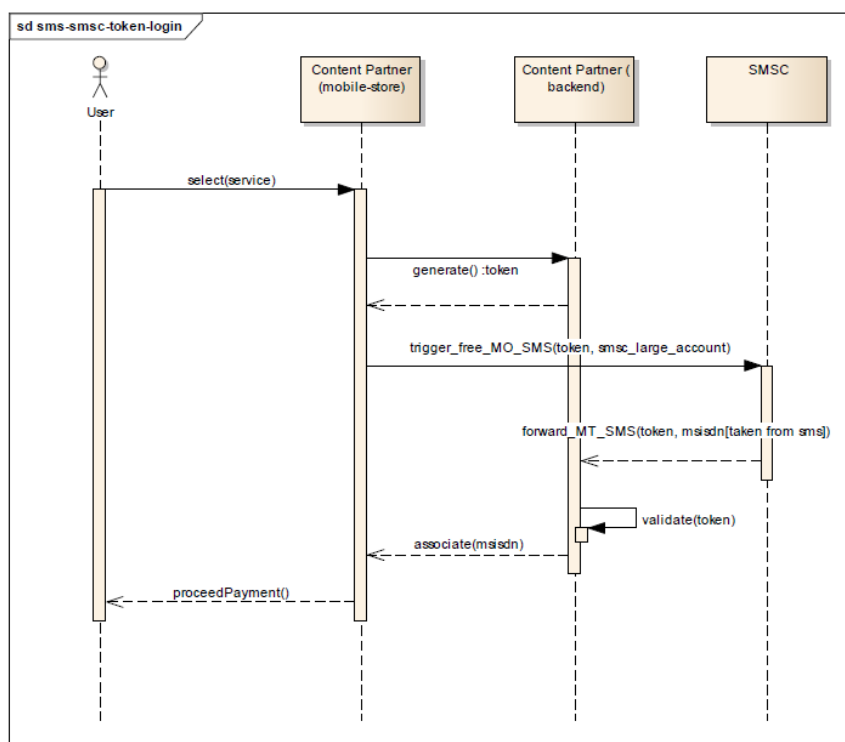 sd sms-smsc-token-login
User
Content Partner
(mobile-store)
Content Partner (
backend)
SMSC
select(service)
generate() :token
trigger_free_MO_SMS(token, smsc_large_account)
forward_MT_SMS(token, msisdn[taken from sms])
validate(token)
associate(msisdn)
proceedPayment()